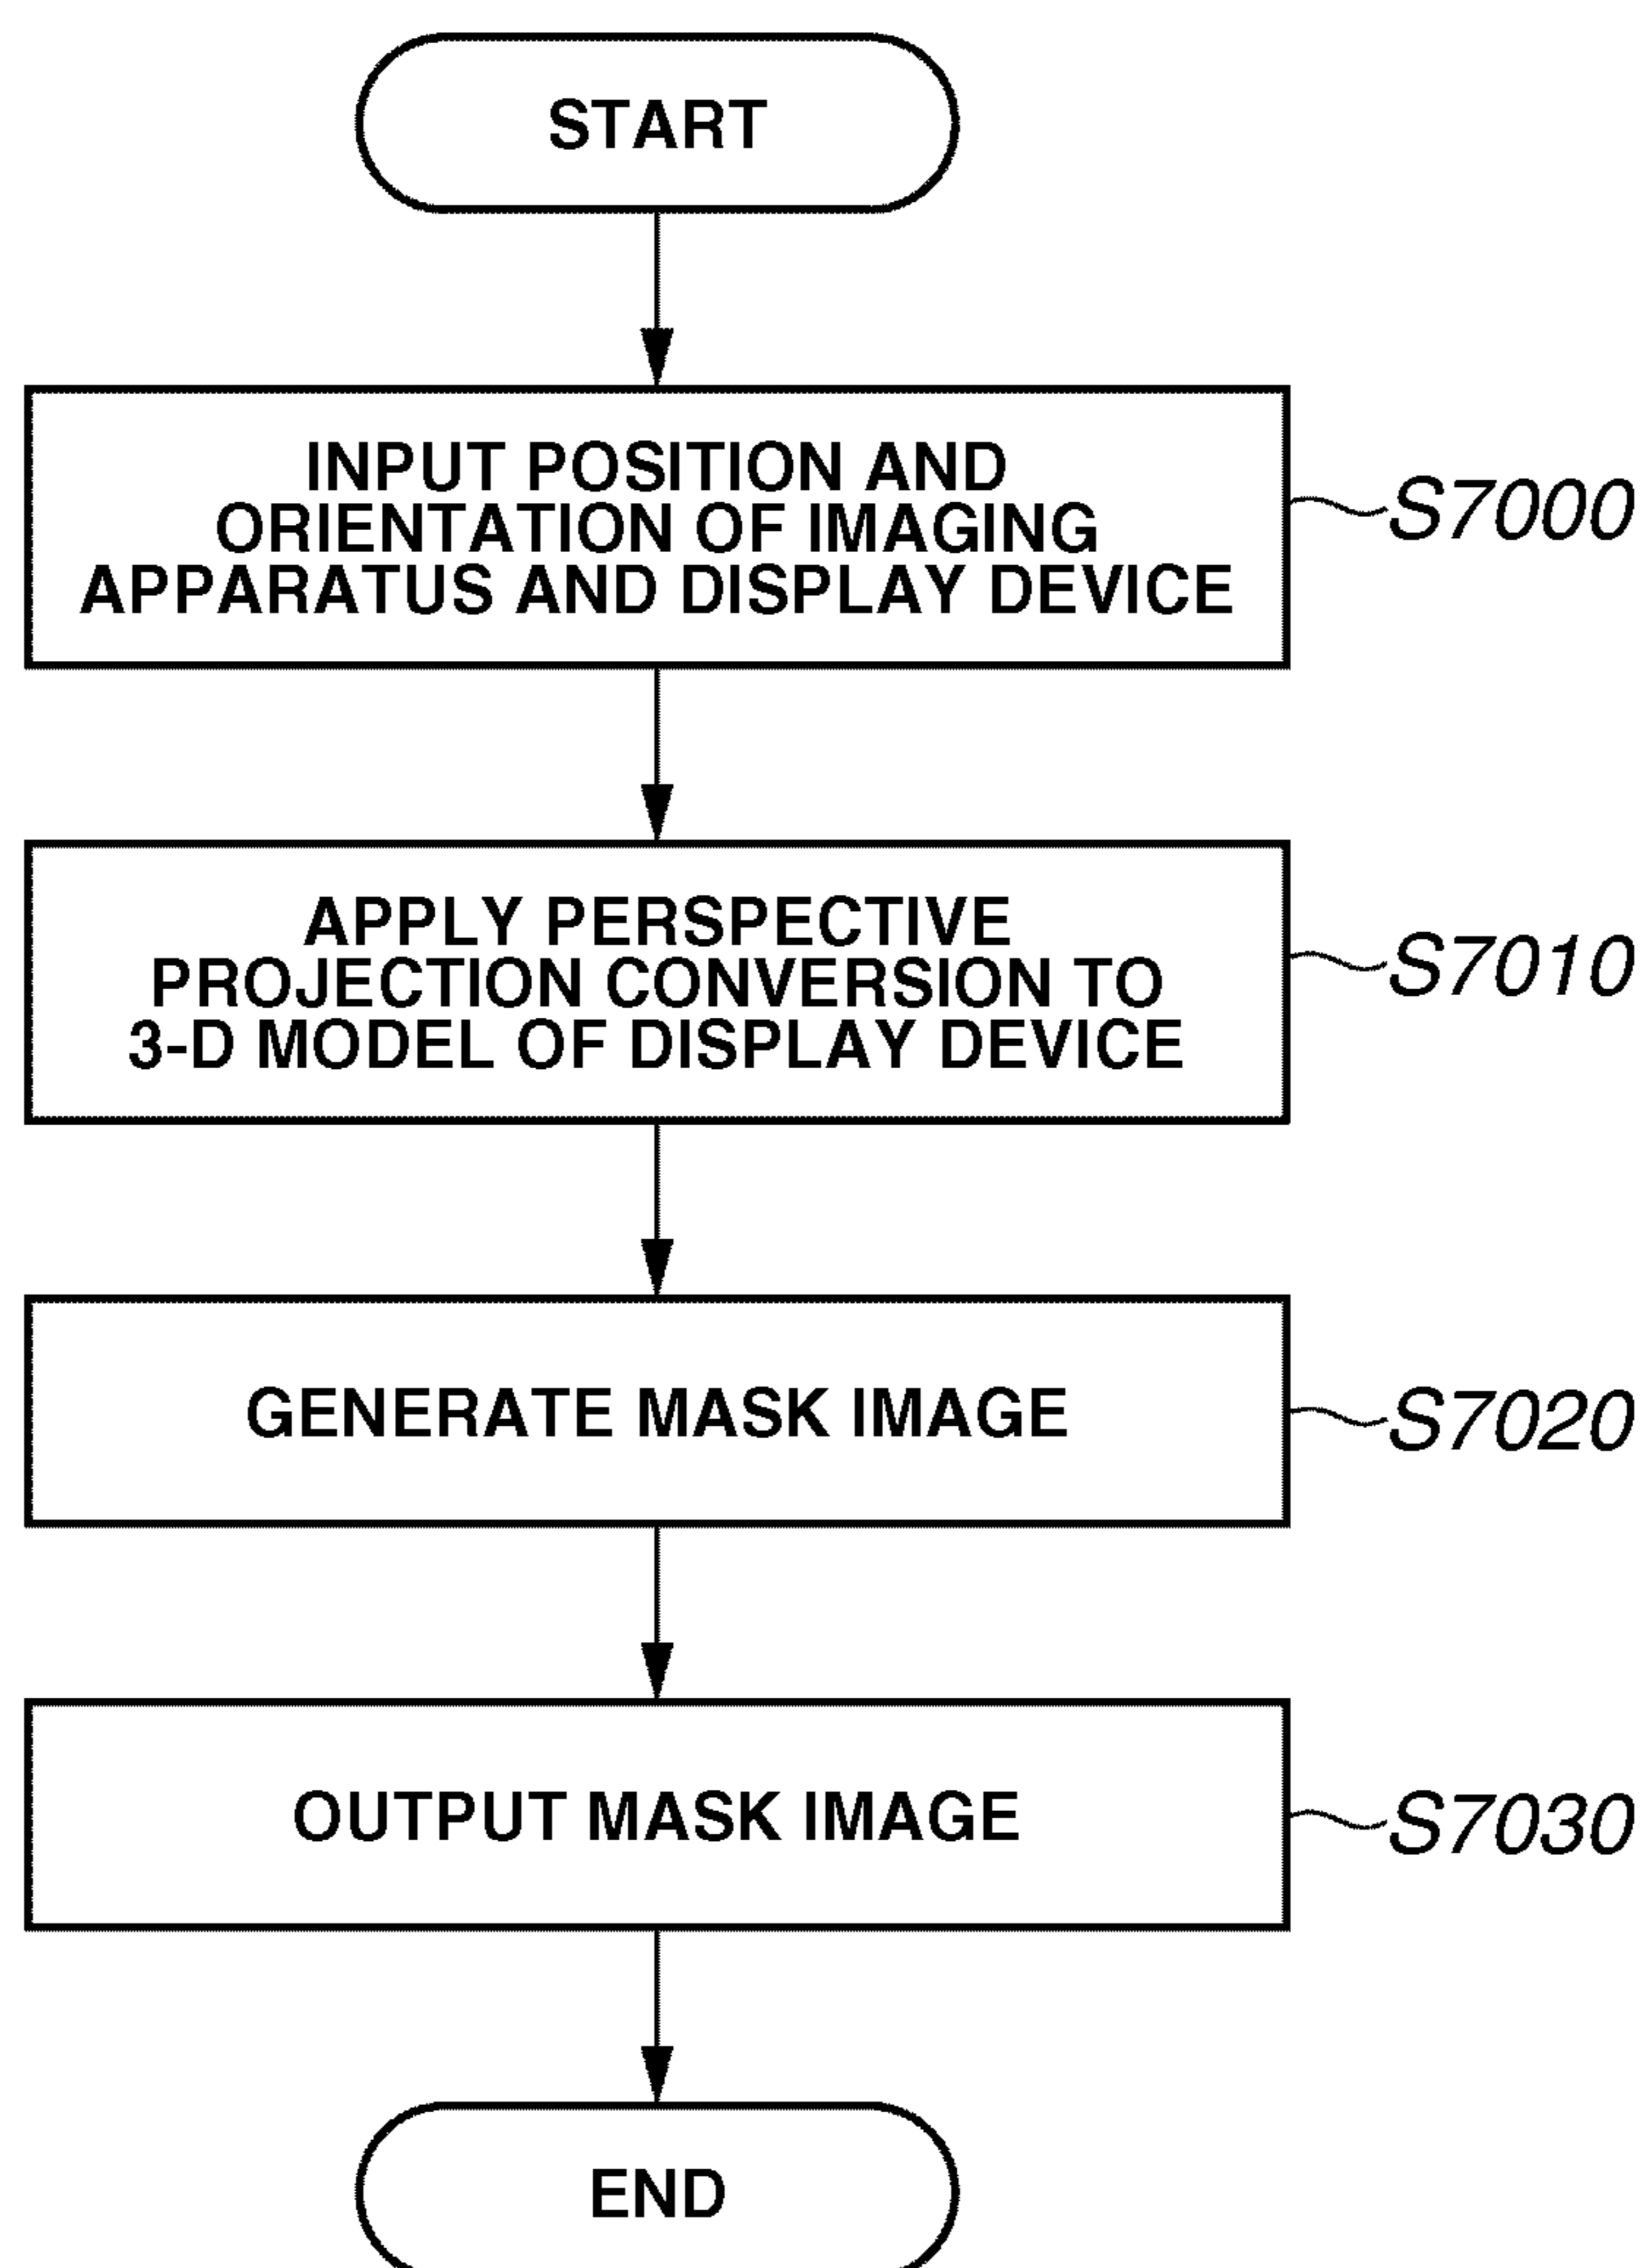 START
INPUT POSITION AND
ORIENTATION OF IMAGING
APPARATUS AND DISPLAY DEVICE
S7000
APPLY PERSPECTIVE
PROJECTION CONVERSION TO
3-D MODEL OF DISPLAY DEVICE
S7010
GENERATE MASK IMAGE
S7020
OUTPUT MASK IMAGE
S7030
END